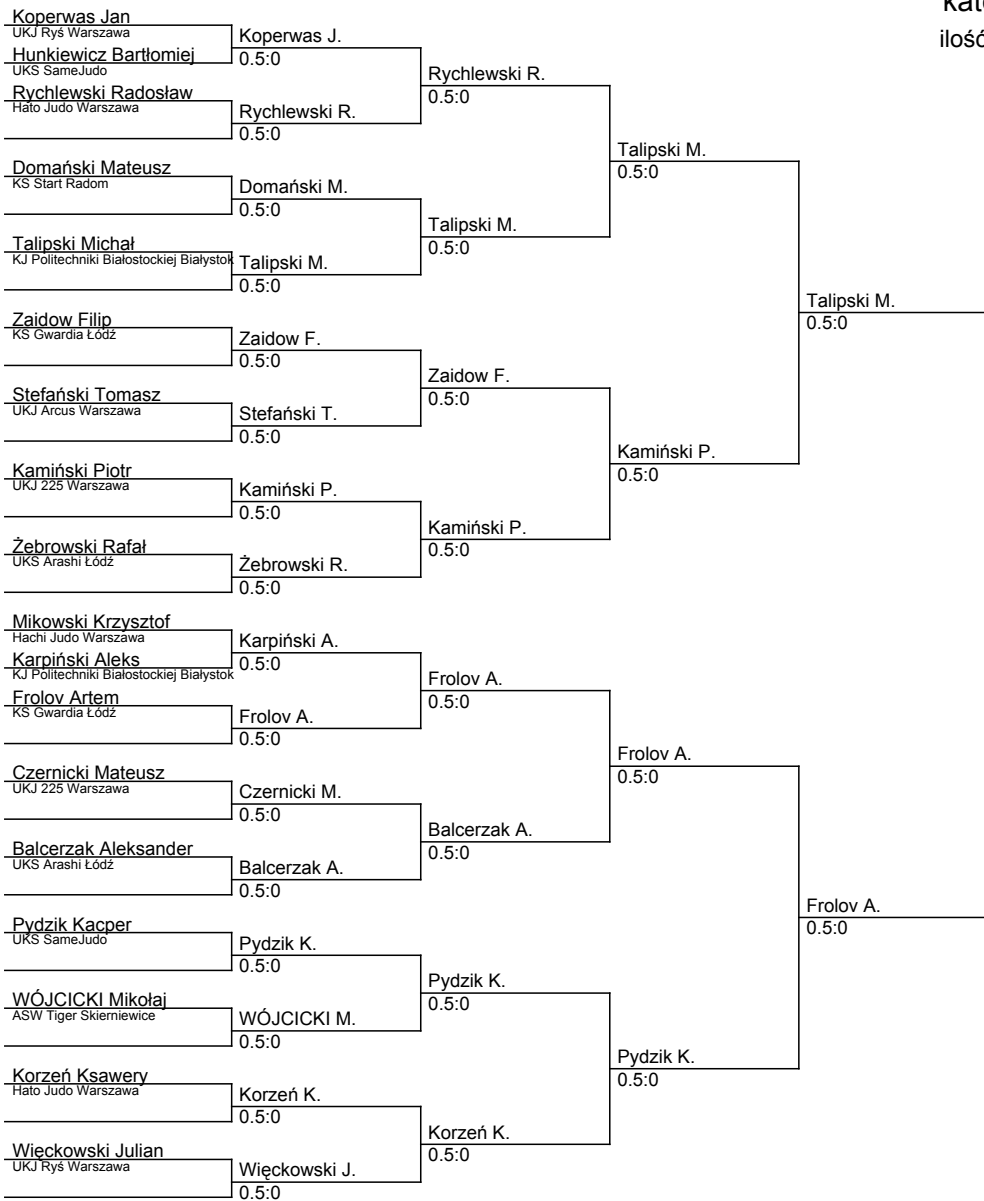 kate
ilość
Koperwas Jan
UKJ Ryś Warszawa
Hunkiewicz Bartłomiej
UKS SameJudo
Rychlewski Radosław
Hato Judo Warszawa
Domański Mateusz
KS Start Radom
Talipski Michał
KJ Politechniki Białostockiej Białystok
Zaidow Filip
KS Gwardia Łódź
Stefański Tomasz
UKJ Arcus Warszawa
Kamiński Piotr
UKJ 225 Warszawa
Żebrowski Rafał
UKS Arashi Łódź
Mikowski Krzysztof
Hachi Judo Warszawa
Karpiński Aleks
KJ Politechniki Białostockiej Białystok
Frolov Artem
KS Gwardia Łódź
Czernicki Mateusz
UKJ 225 Warszawa
Balcerzak Aleksander
UKS Arashi Łódź
Pydzik Kacper
UKS SameJudo
WÓJCICKI Mikołaj
ASW Tiger Skierniewice
Korzeń Ksawery
Hato Judo Warszawa
Więckowski Julian
UKJ Ryś Warszawa
Koperwas J.
0.5:0
Rychlewski R.
0.5:0
Domański M.
0.5:0
Talipski M.
0.5:0
Zaidow F.
0.5:0
Stefański T.
0.5:0
Kamiński P.
0.5:0
Żebrowski R.
0.5:0
Karpiński A.
0.5:0
Frolov A.
0.5:0
Czernicki M.
0.5:0
Balcerzak A.
0.5:0
Pydzik K.
0.5:0
WÓJCICKI M.
0.5:0
Korzeń K.
0.5:0
Więckowski J.
0.5:0
Rychlewski R.
0.5:0
Talipski M.
0.5:0
Zaidow F.
0.5:0
Kamiński P.
0.5:0
Frolov A.
0.5:0
Balcerzak A.
0.5:0
Pydzik K.
0.5:0
Korzeń K.
0.5:0
Talipski M.
0.5:0
Kamiński P.
0.5:0
Frolov A.
0.5:0
Pydzik K.
0.5:0
Talipski M.
0.5:0
Frolov A.
0.5:0